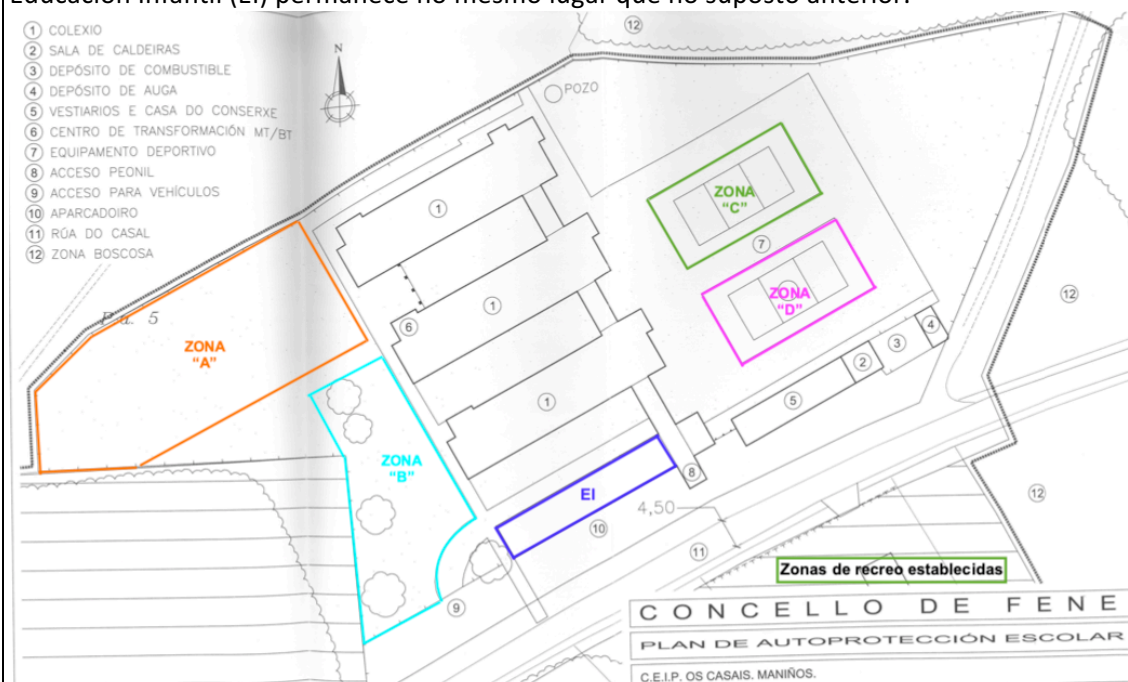 Educación Infantil (EI) permanece no mesmo lugar que no suposto anterior.
1 COLEXIO
2 SALA DE CALDEIRAS
3 DEPÓSITO DE COMBUSTIBLE
4 DEPÓSITO DE AUGA
5 VESTIARIOS E CASA DO CONSERXE
6 CENTRO DE TRANSFORMACIÓN MT/BT
7 EQUIPAMENTO DEPORTIVO
8 ACCESO PEONIL
9 ACCESO PARA VEHÍCULOS
10 APARCADOIRO
11 RÚA DO CASAL
12 ZONA BOSCOSA
N
12
POZO
1
ZONA
"C"
7
ZONA
"D"
12
Pa. 5
6
1
ZONA
"A"
4
3
2
5
1
ZONA
"B"
8
EI
10
4,50
12
11
9
Zonas de recreo establecidas
CONCELLO DE FENE
PLAN DE AUTOPROTECCIÓN ESCOLAR
C.E.I.P. OS CASAIS. MANIÑOS.